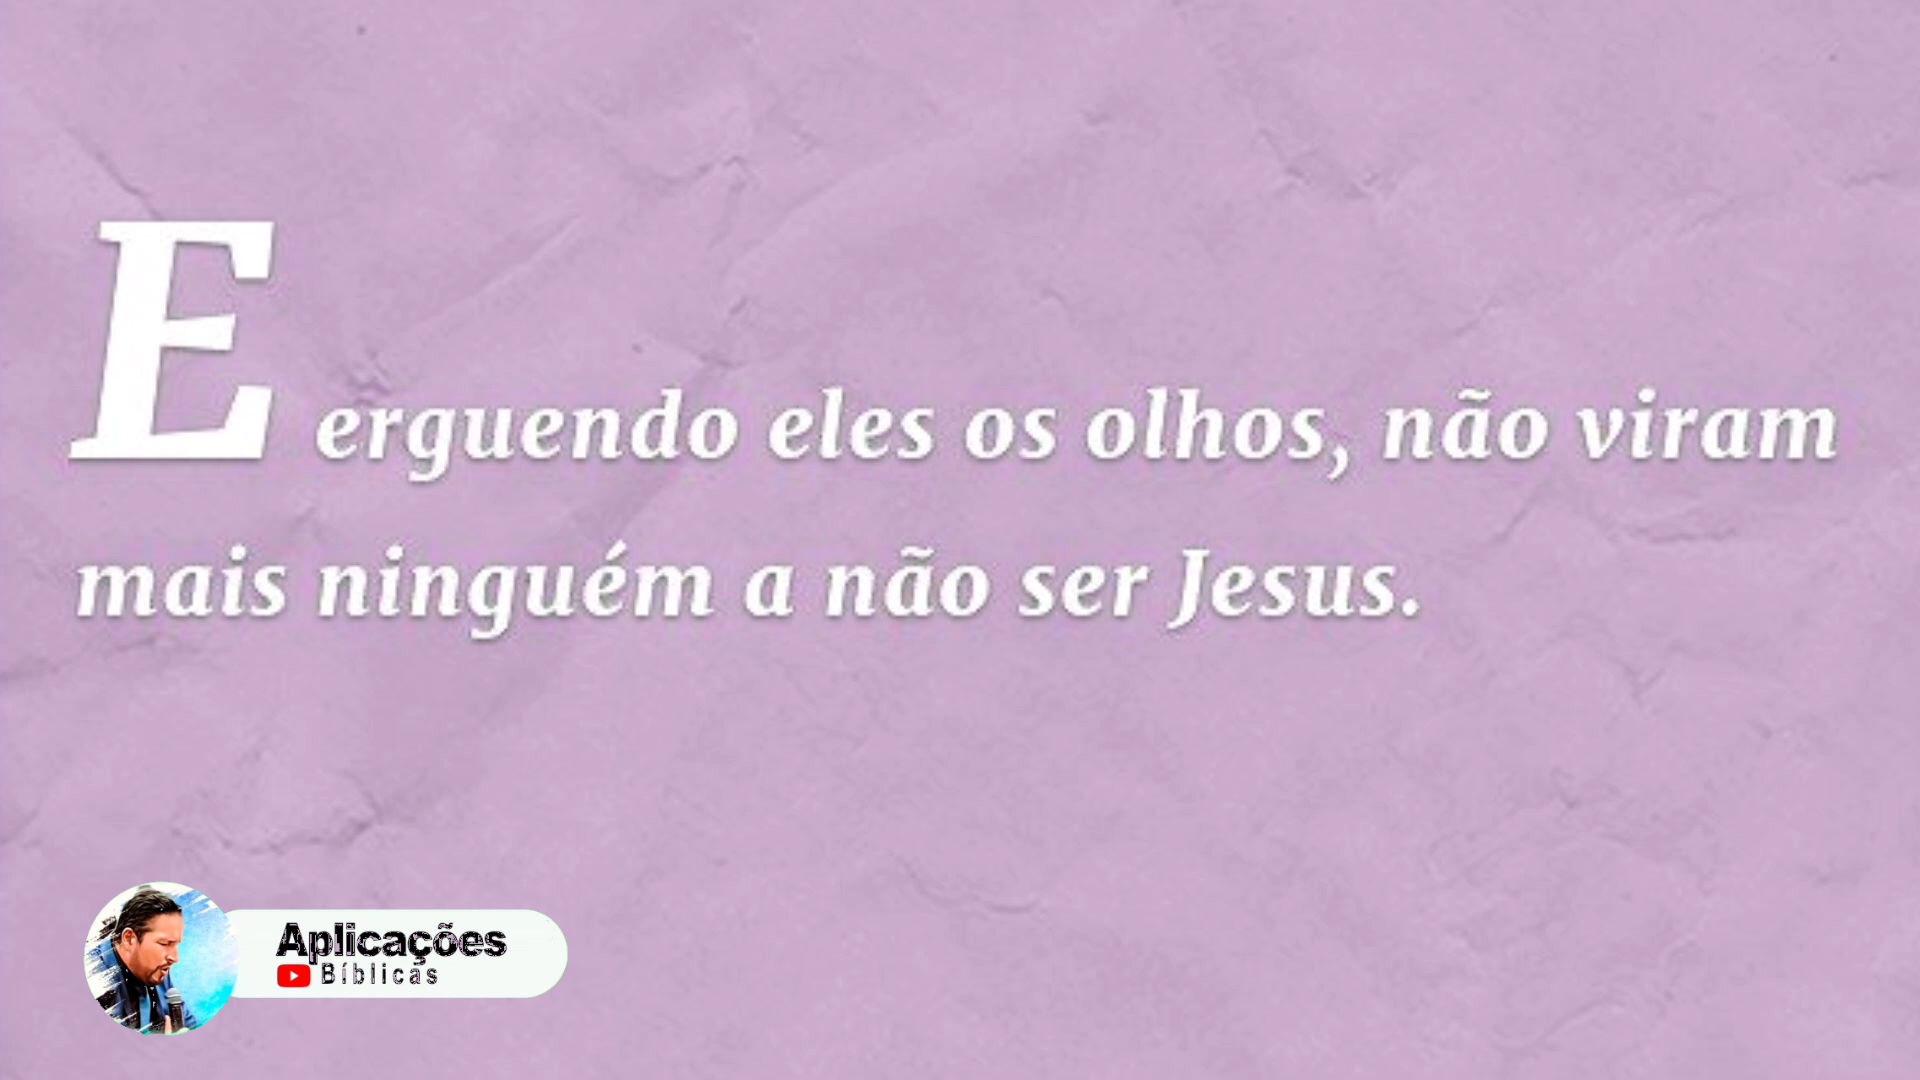 E erguendo eles os olhos, não viram
mais ninguém a não ser Jesus.
Aplicações
Bíblicas